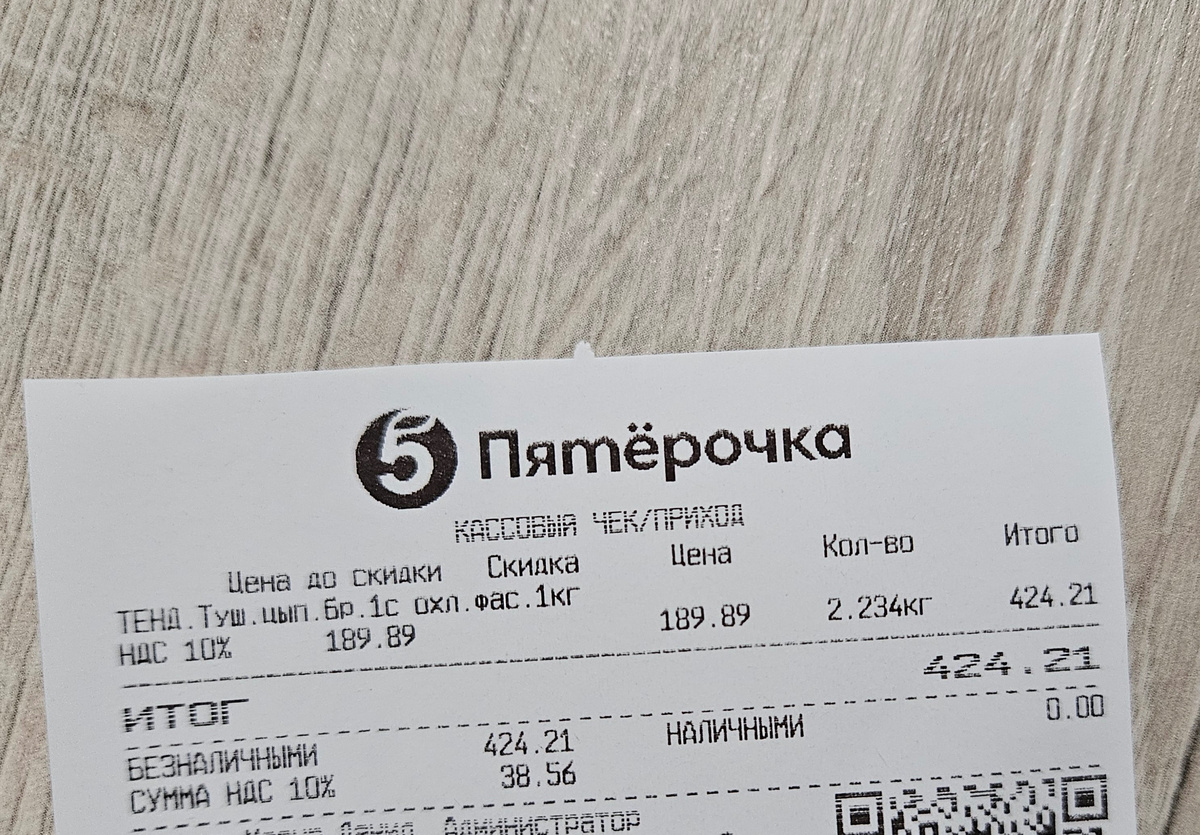 5 Пятёрочка
КАССОВЫЙ ЧЕК/ПРИХОД
Цена до скидки Скидка Цена Кол-во Итого
ТЕНД.Туш.цып.бр.1с охл.фас.1кг
НДС 10% 189.89 189.89 2.234кг 424.21
ИТОГ 424.21
БЕЗНАЛИЧНЫМИ 424.21 НАЛИЧНЫМИ 0.00
СУММА НДС 10% 38.56
Администратор